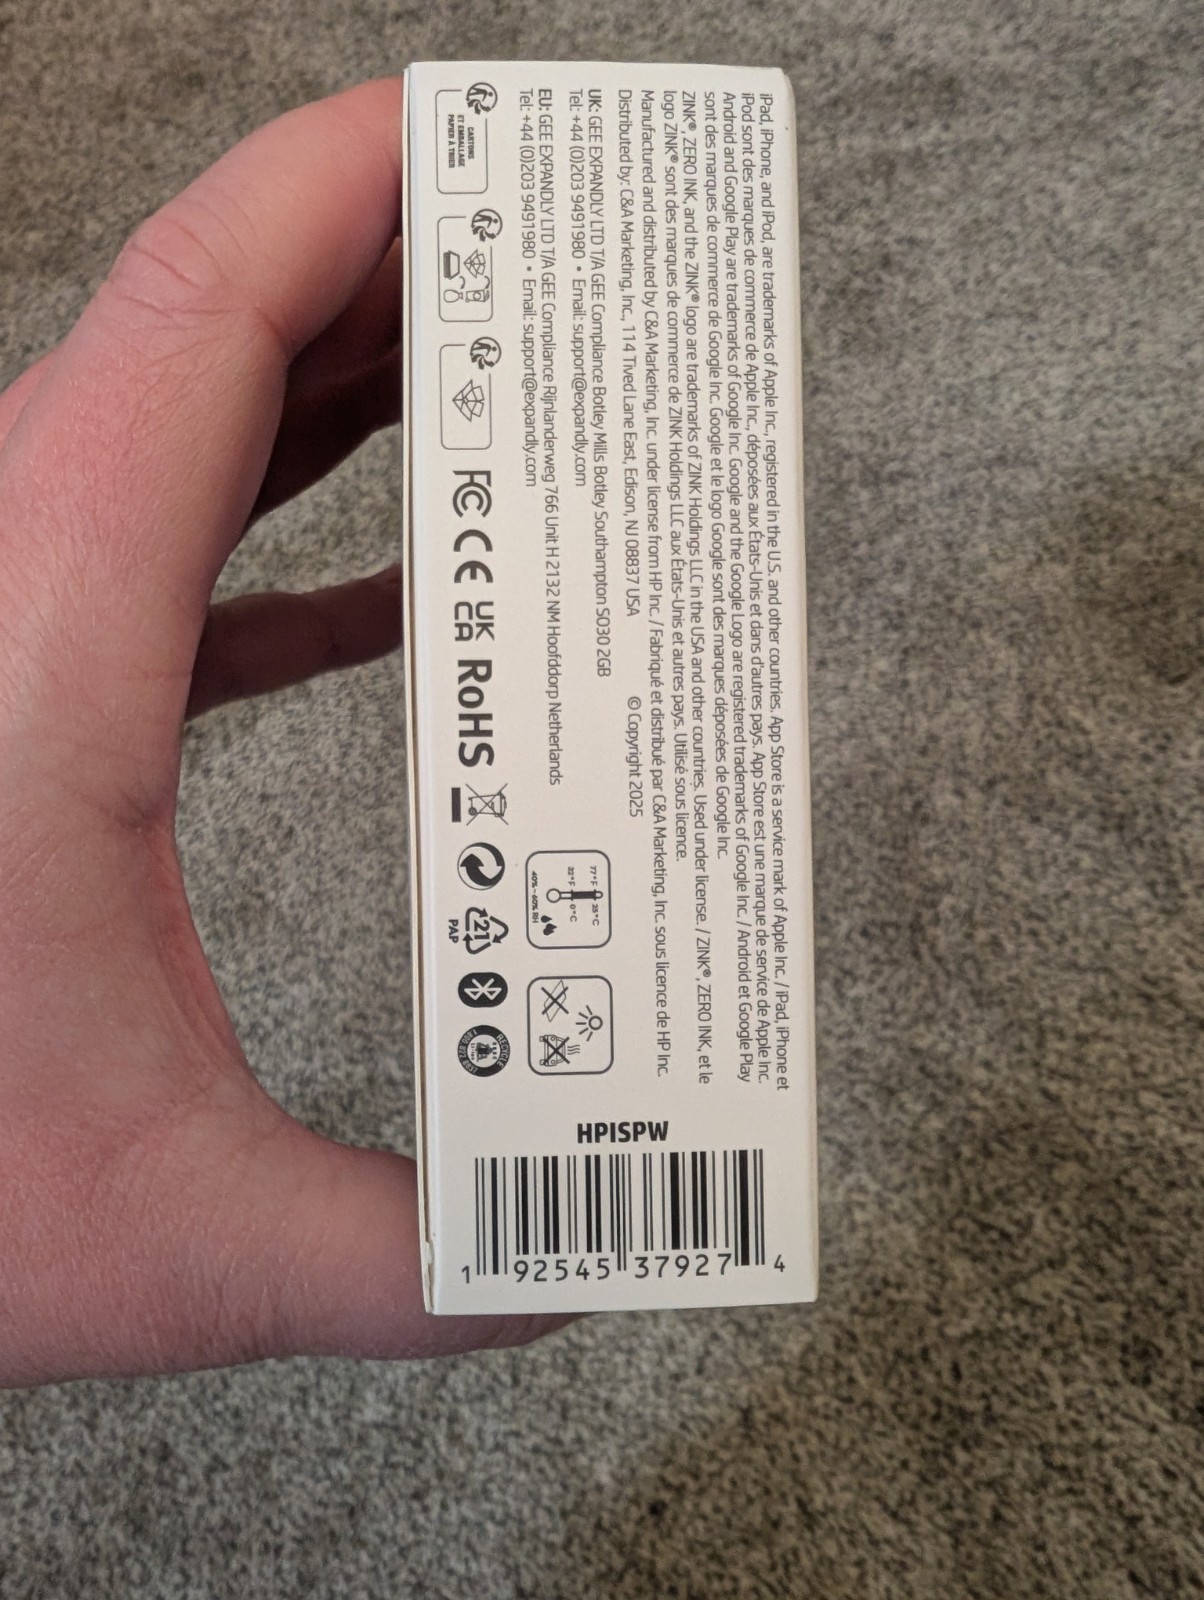 iPad, iPhone, and iPod, are trademarks of Apple Inc., registered in the U.S. and other countries. App Store is a service mark of Apple Inc. / iPad, iPhone et
iPod sont des marques de commerce de Apple Inc., déposées aux États-Unis et dans d'autres pays. App Store est une marque de service de Apple Inc.
Android and Google Play are trademarks of Google Inc. Google and the Google Logo are registered trademarks of Google Inc. / Android et Google Play
sont des marques de commerce de Google Inc. Google et le logo Google sont des marques déposées de Google Inc.
ZINK®, ZERO INK, and the ZINK® logo are trademarks of ZINK Holdings LLC in the USA and other countries. Used under license. / ZINK®, ZERO INK, et le
logo ZINK® sont des marques de commerce de ZINK Holdings LLC aux États-Unis et autres pays. Utilisé sous licence.
Manufactured and distributed by C&A Marketing, Inc. under license from HP Inc. / Fabriqué et distribué par C&A Marketing, Inc. sous licence de HP Inc.
Distributed by: C&A Marketing, Inc., 114 Tived Lane East, Edison, NJ 08837 USA © Copyright 2025
UK: GEE EXPANDLY LTD T/A GEE Compliance Botley Mills Botley Southampton SO30 2GB
Tel: +44 (0)203 9491980 • Email: support@expandly.com
EU: GEE EXPANDLY LTD T/A GEE Compliance Rijnlanderweg 766 Unit H 2132 NM Hoofddorp Netherlands
Tel: +44 (0)203 9491980 • Email: support@expandly.com
77°F 25°C
32°F 0°C
40%~60% RH
CARTONS
ET EMBALLAGE
PAPIER À TRIER
FC CE UK
CA RoHS
21
PAP
RECYCLE
HPISPW
1 92545 37927 4